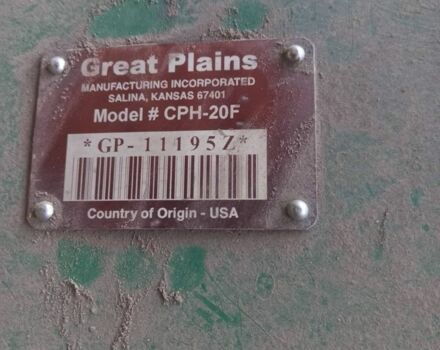 Great Plains
MANUFACTURING INCORPORATED
SALINA, KANSAS 67401
Model # CPH-20F
*GP-11195Z*
Country of Origin - USA